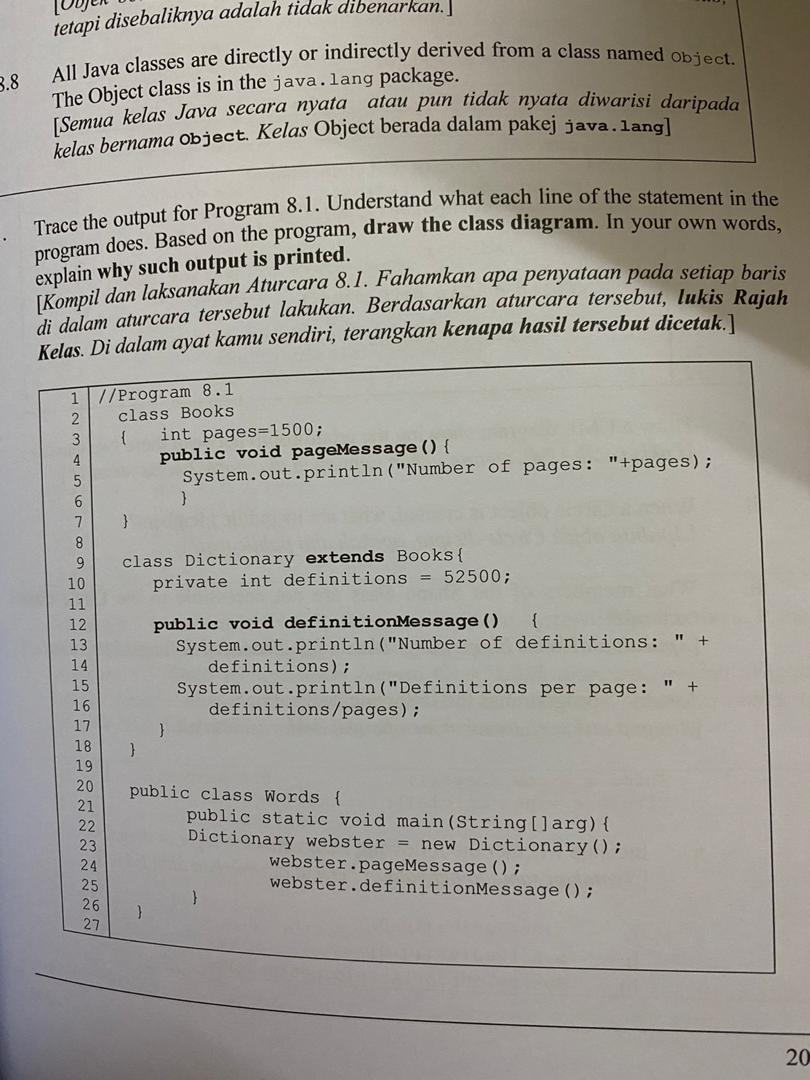 tetapi disebaliknya adalah tidak dibenarkan.]
3.8 All Java classes are directly or indirectly derived from a class named Object.
The Object class is in the java.lang package.
[Semua kelas Java secara nyata atau pun tidak nyata diwarisi daripada
kelas bernama Object. Kelas Object berada dalam pakej java.lang]
Trace the output for Program 8.1. Understand what each line of the statement in the
program does. Based on the program, draw the class diagram. In your own words,
explain why such output is printed.
[Kompil dan laksanakan Aturcara 8.1. Fahamkan apa penyataan pada setiap baris
di dalam aturcara tersebut lakukan. Berdasarkan aturcara tersebut, lukis Rajah
Kelas. Di dalam ayat kamu sendiri, terangkan kenapa hasil tersebut dicetak.]
1 //Program 8.1
2 class Books
3 { int pages=1500;
4 public void pageMessage(){
5 System.out.println("Number of pages: "+pages);
6 }
7 }
8
9 class Dictionary extends Books{
10 private int definitions = 52500;
11
12 public void definitionMessage() {
13 System.out.println("Number of definitions: " +
14 definitions);
15 System.out.println("Definitions per page: " +
16 definitions/pages);
17 }
18 }
19
20 public class Words {
21 public static void main(String[]arg){
22 Dictionary webster = new Dictionary();
23 webster.pageMessage();
24 webster.definitionMessage();
25 }
26 }
27
20